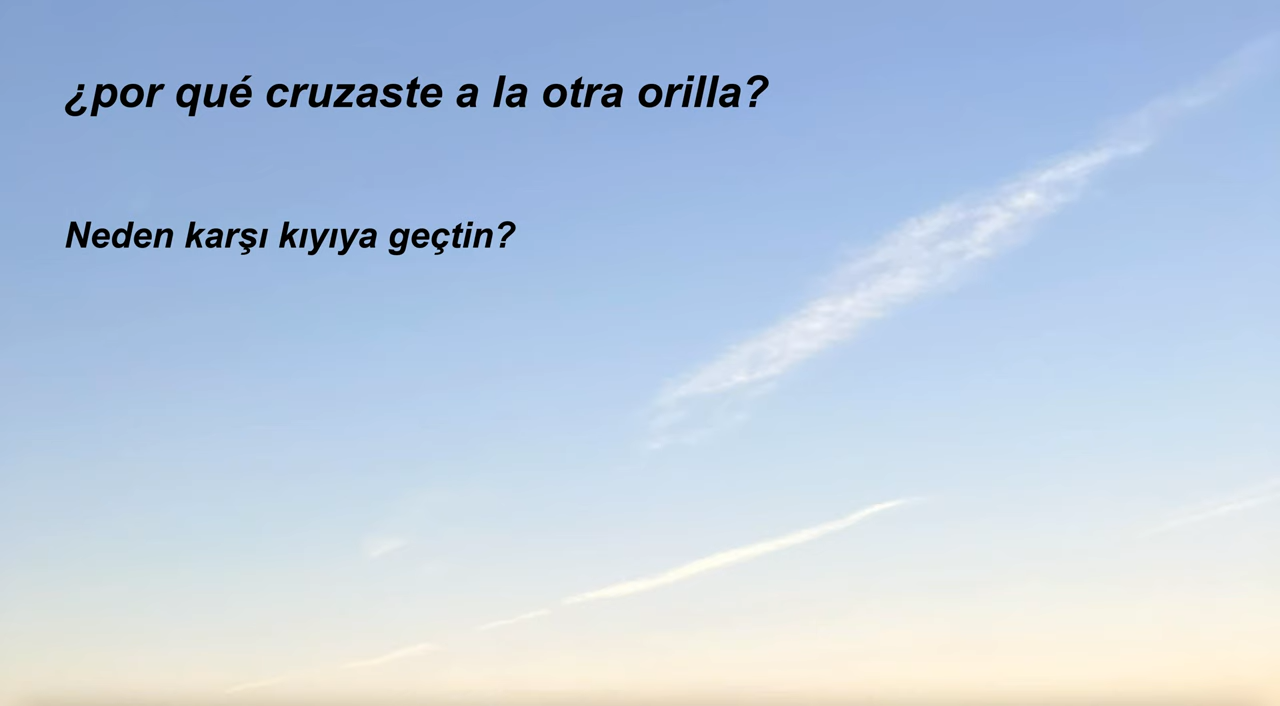 ¿por qué cruzaste a la otra orilla?
Neden karşı kıyıya geçtin?